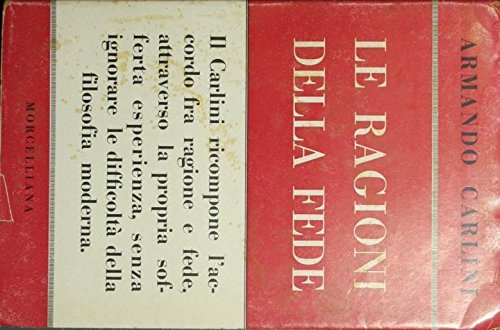 ARMANDO CARLINI
LE RAGIONI
DELLA FEDE
Il Carlini ricompone l'ac-
cordo fra ragione e fede,
attraverso la propria sof-
ferta esperienza, senza
ignorare le difficoltà della
filosofia moderna.
MORCELLIANA